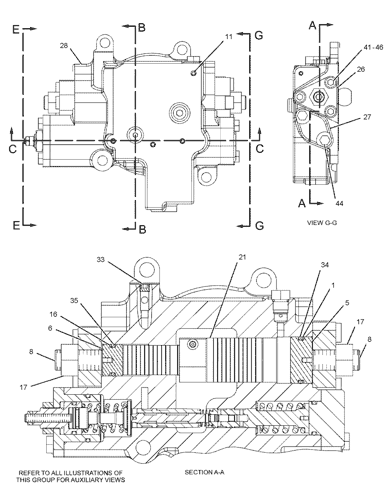 E
B
28
11
G
A
41-46
26
27
C
C
E
B
G
A
44
VIEW G-G
33
21
34
35
1
16
5
6
17
8
8
17
REFER TO ALL ILLUSTRATIONS OF
THIS GROUP FOR AUXILIARY VIEWS
SECTION A-A